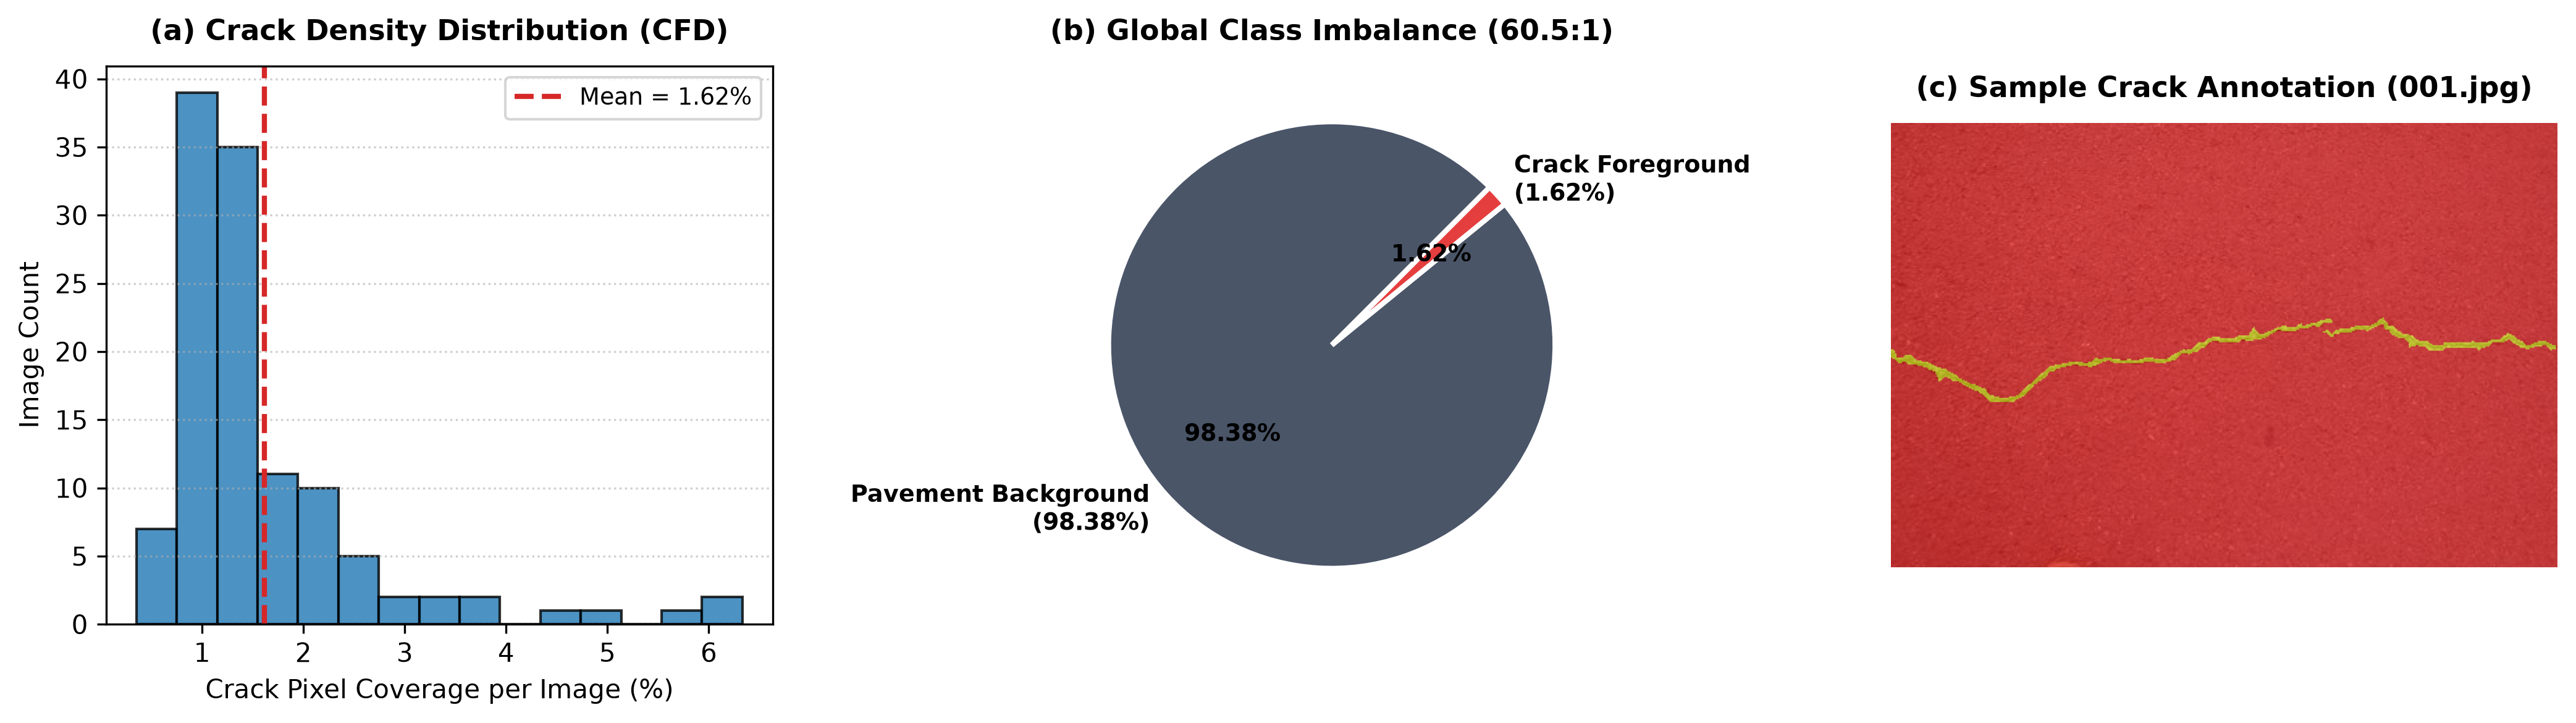 (a) Crack Density Distribution (CFD)
40
35
30
25
20
15
10
5
0
Image Count
Mean = 1.62%
1 2 3 4 5 6
Crack Pixel Coverage per Image (%)
(b) Global Class Imbalance (60.5:1)
Crack Foreground
(1.62%)
1.62%
98.38%
Pavement Background
(98.38%)
(c) Sample Crack Annotation (001.jpg)